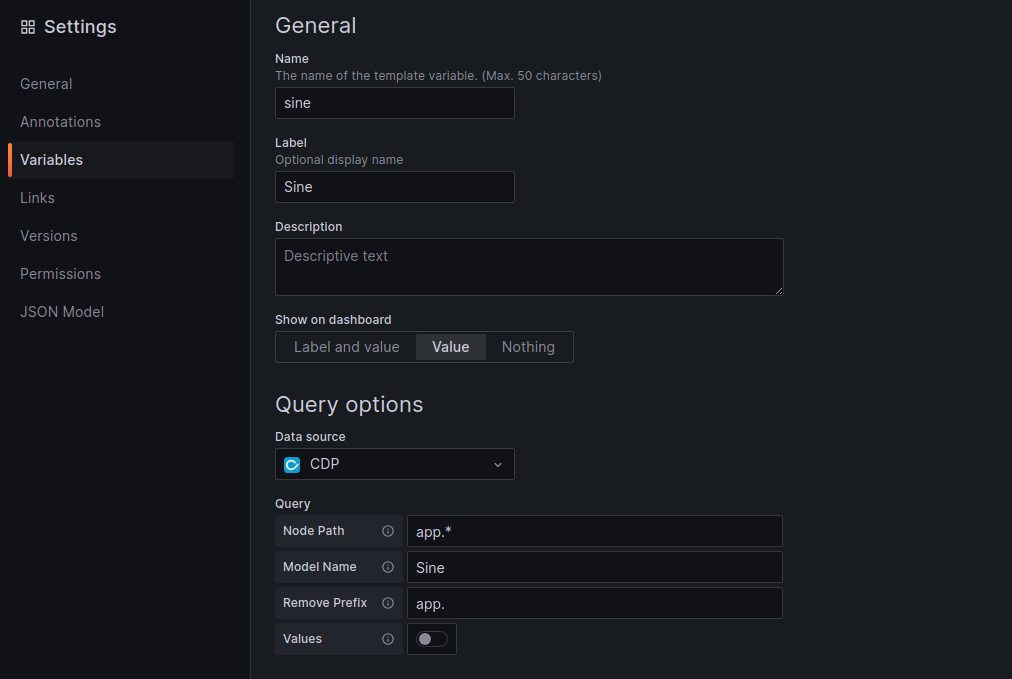 Settings
General
Annotations
Variables
Links
Versions
Permissions
JSON Model
General
Name
The name of the template variable. (Max. 50 characters)
sine
Label
Optional display name
Sine
Description
Descriptive text
Show on dashboard
Label and value Value Nothing
Query options
Data source
CDP
Query
Node Path app.*
Model Name Sine
Remove Prefix app.
Values